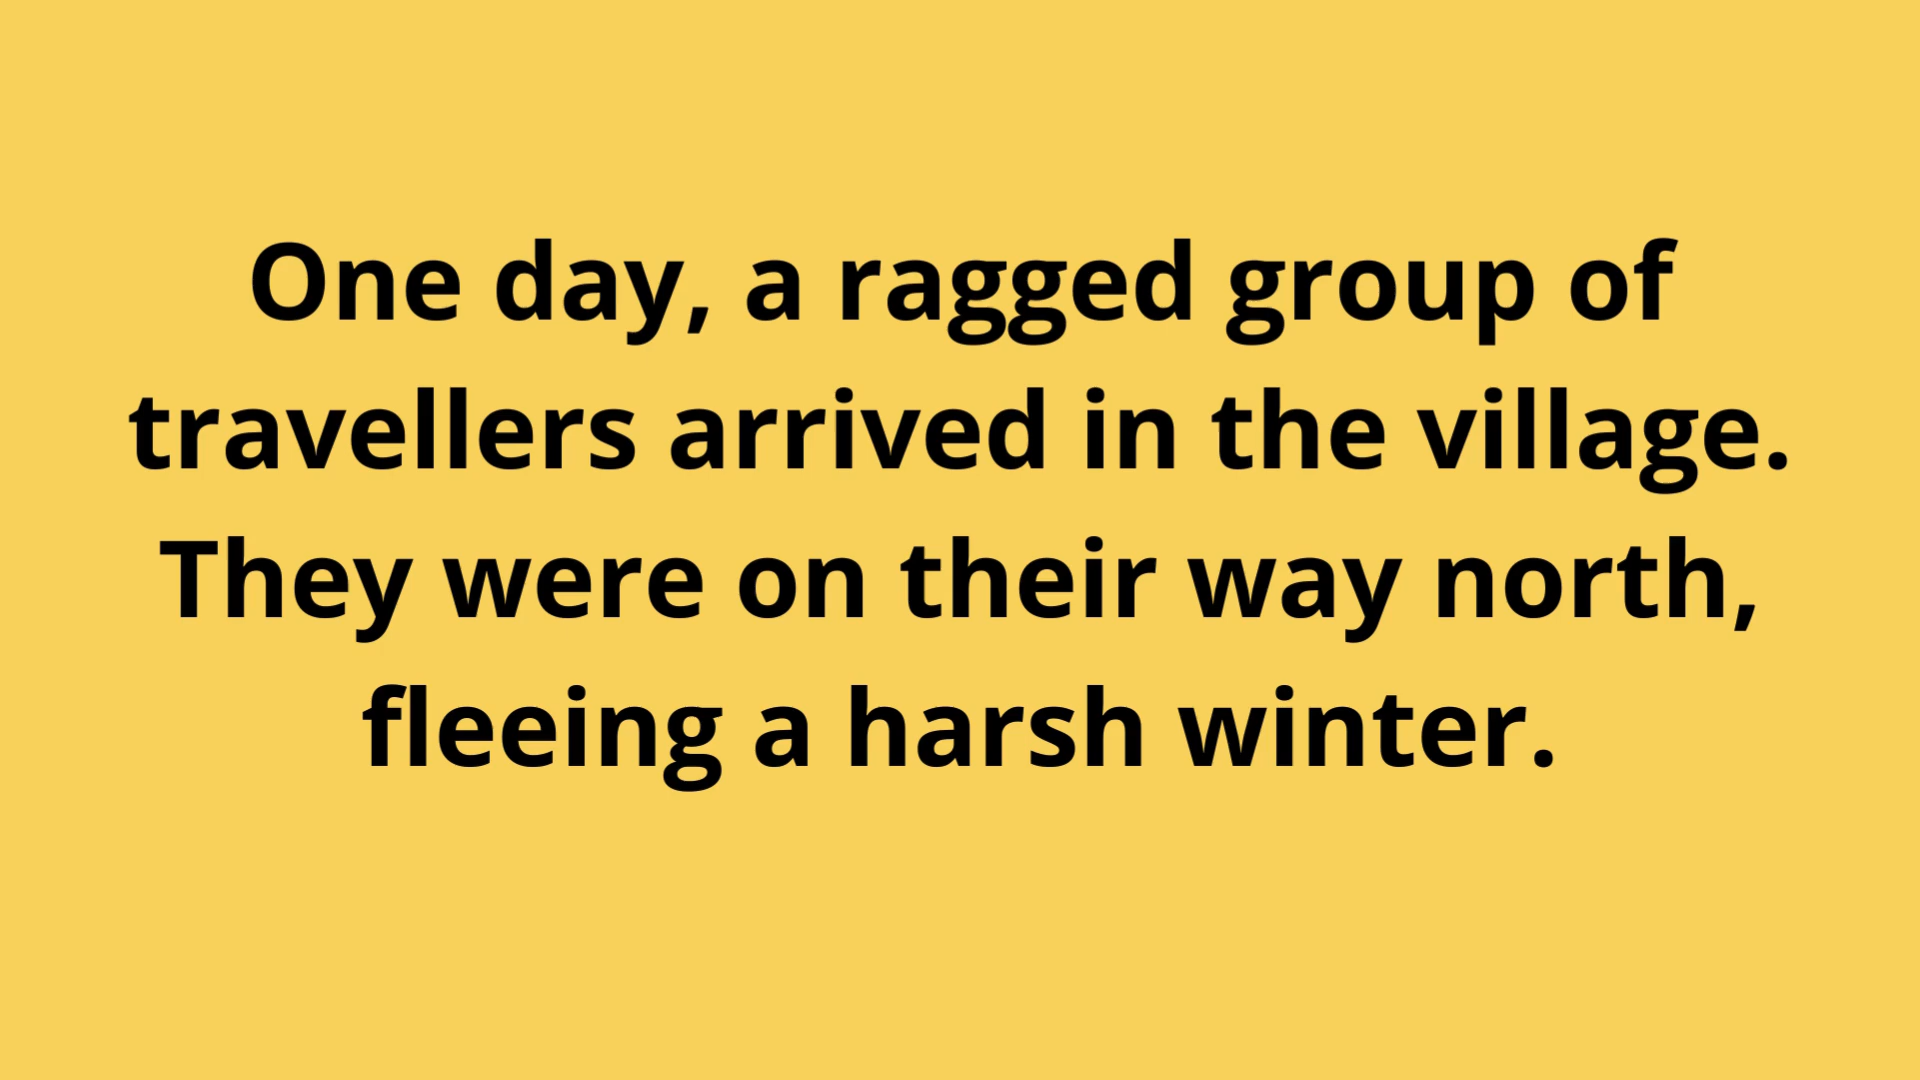 One day, a ragged group of
travellers arrived in the village.
They were on their way north,
fleeing a harsh winter.